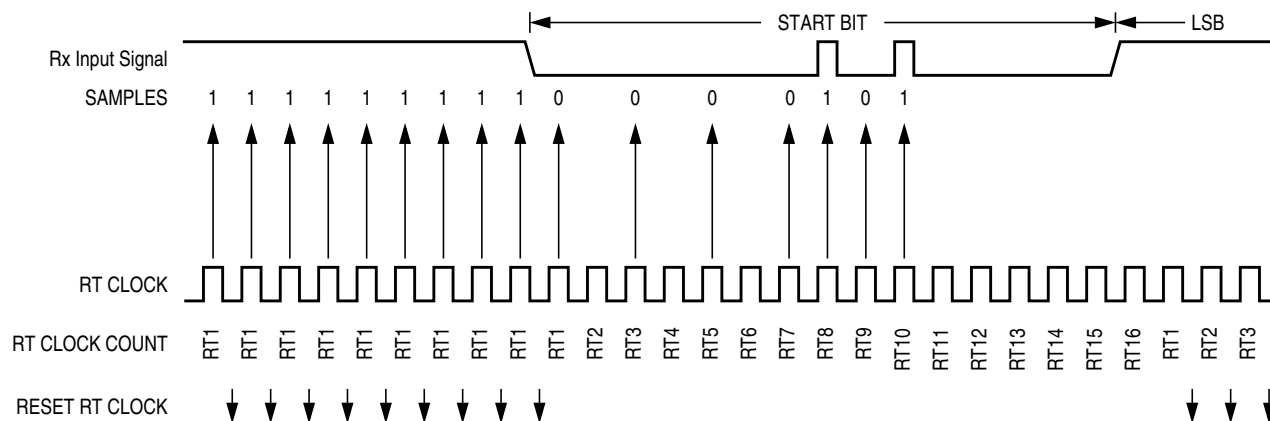 START BIT LSB
Rx Input Signal
SAMPLES 1 1 1 1 1 1 1 1 1 0 0 0 0 1 0 1
RT CLOCK
RT CLOCK COUNT RT1 RT1 RT1 RT1 RT1 RT1 RT1 RT1 RT1 RT1 RT2 RT3 RT4 RT5 RT6 RT7 RT8 RT9 RT10 RT11 RT12 RT13 RT14 RT15 RT16 RT1 RT2 RT3
RESET RT CLOCK